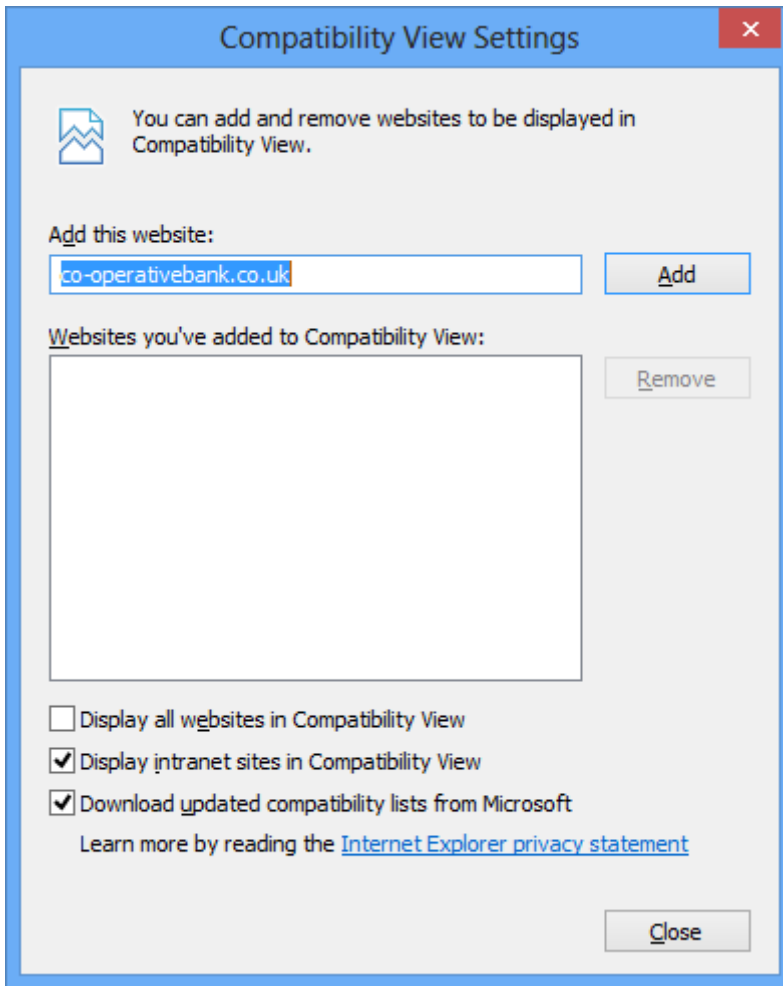 Compatibility View Settings
You can add and remove websites to be displayed in
Compatibility View.
Add this website:
co-operativebank.co.uk
Add
Websites you've added to Compatibility View:
Remove
Display all websites in Compatibility View
Display intranet sites in Compatibility View
Download updated compatibility lists from Microsoft
Learn more by reading the Internet Explorer privacy statement
Close